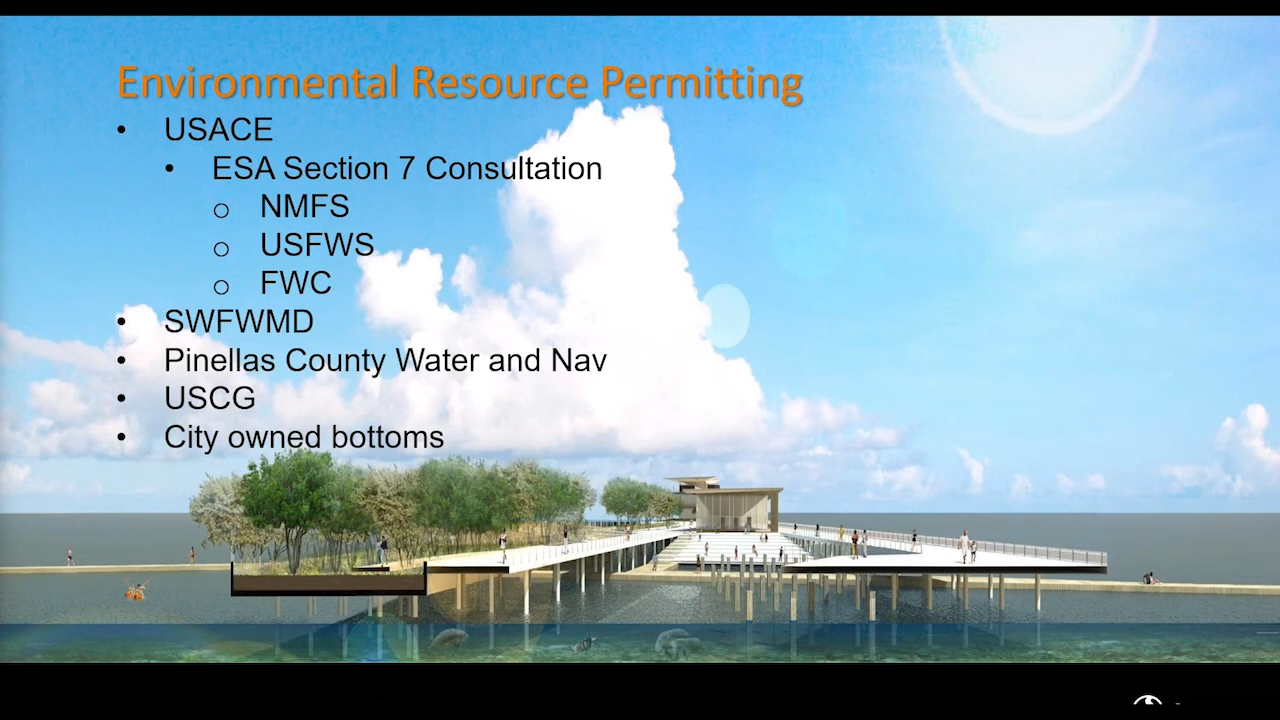 Environmental Resource Permitting
• USACE
• ESA Section 7 Consultation
o NMFS
o USFWS
o FWC
• SWFWMD
• Pinellas County Water and Nav
• USCG
• City owned bottoms